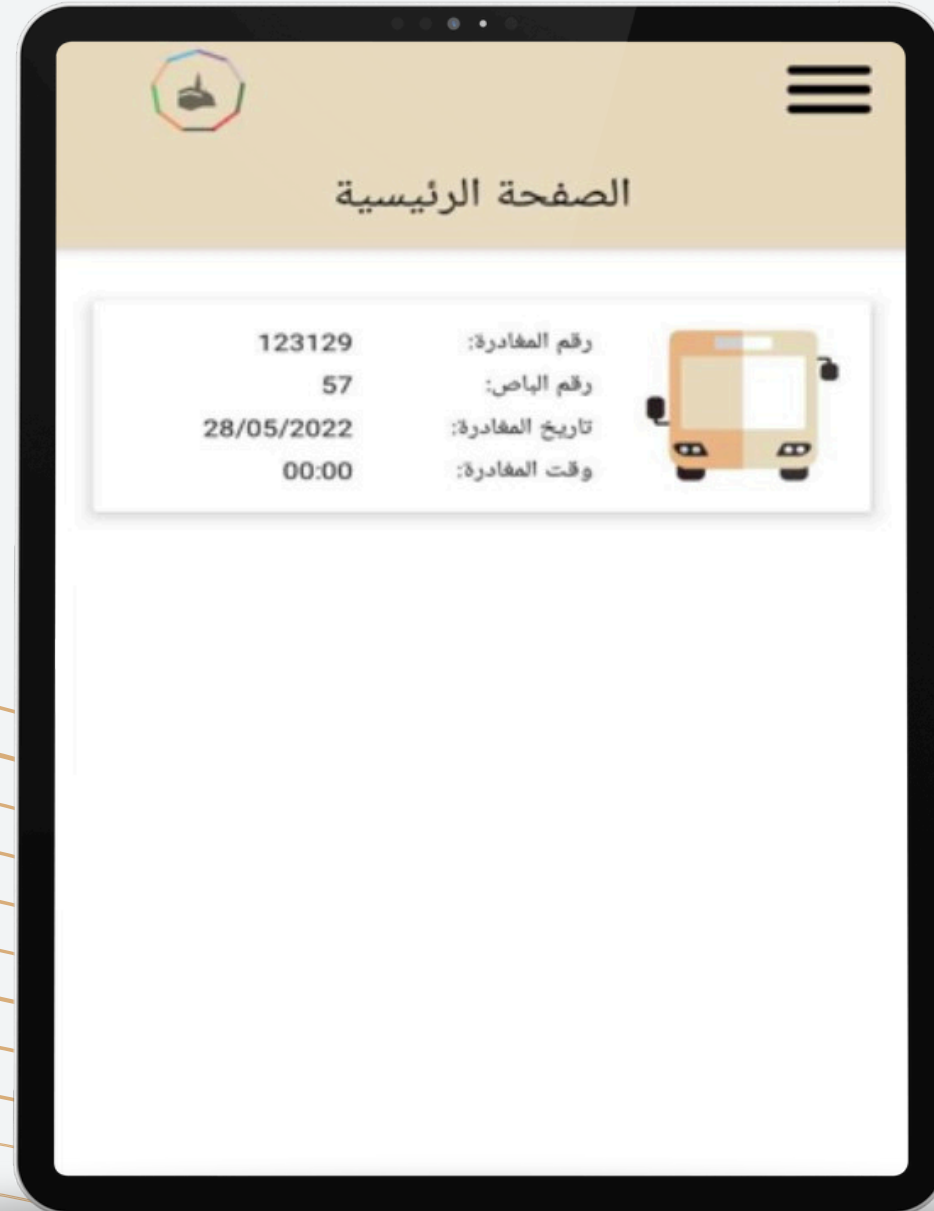 الصفحة الرئيسية
رقم المغادرة: 123129
رقم الباص: 57
تاريخ المغادرة: 28/05/2022
وقت المغادرة: 00:00